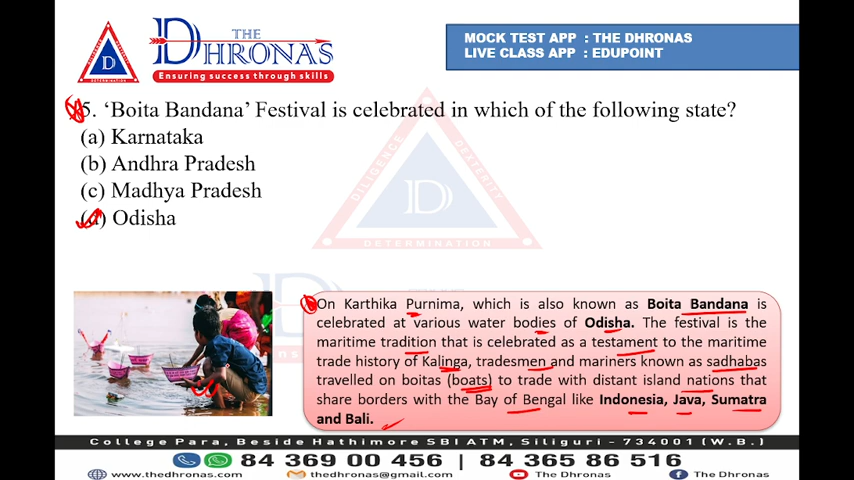 THE
DHRONAS
Ensuring success through skills
DETERMINATION
MOCK TEST APP : THE DHRONAS
LIVE CLASS APP : EDUPOINT
5. ‘Boita Bandana’ Festival is celebrated in which of the following state?
(a) Karnataka
(b) Andhra Pradesh
(c) Madhya Pradesh
(d) Odisha
DILIGENCE
DEXTERITY
D
DETERMINATION
On Karthika Purnima, which is also known as Boita Bandana is
celebrated at various water bodies of Odisha. The festival is the
maritime tradition that is celebrated as a testament to the maritime
trade history of Kalinga, tradesmen and mariners known as sadhabas
travelled on boitas (boats) to trade with distant island nations that
share borders with the Bay of Bengal like Indonesia, Java, Sumatra
and Bali.
College Para, Beside Hathimore SBI ATM, Siliguri - 734001 (W.B.)
84 369 00 456 | 84 365 86 516
www.thedhronas.com
thedhronas@gmail.com
The Dhronas
The Dhronas